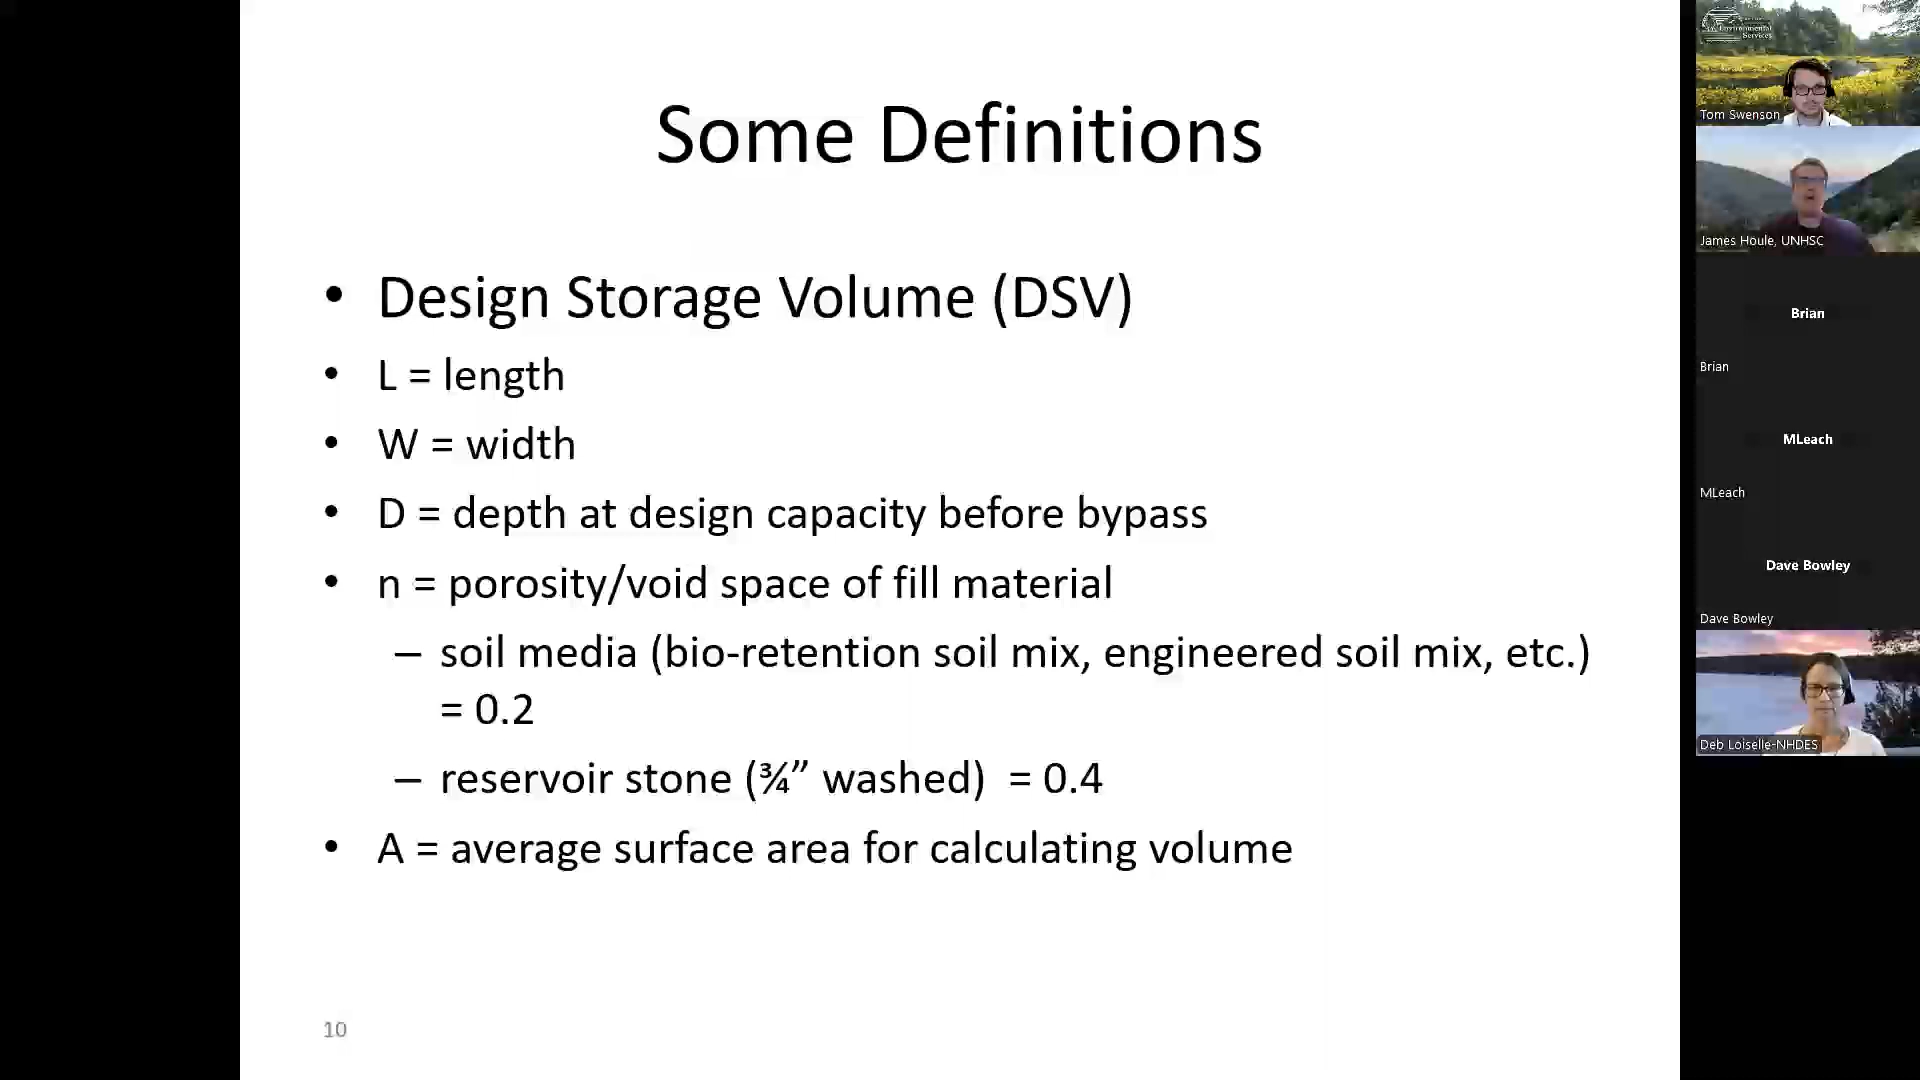 Some Definitions
• Design Storage Volume (DSV)
• L = length
• W = width
• D = depth at design capacity before bypass
• n = porosity/void space of fill material
– soil media (bio-retention soil mix, engineered soil mix, etc.)
= 0.2
– reservoir stone (¾” washed) = 0.4
• A = average surface area for calculating volume
10
Environmental
Services
Tom Swenson
James Houle, UNHSC
Brian
Brian
MLeach
MLeach
Dave Bowley
Dave Bowley
Deb Loiselle-NHDES